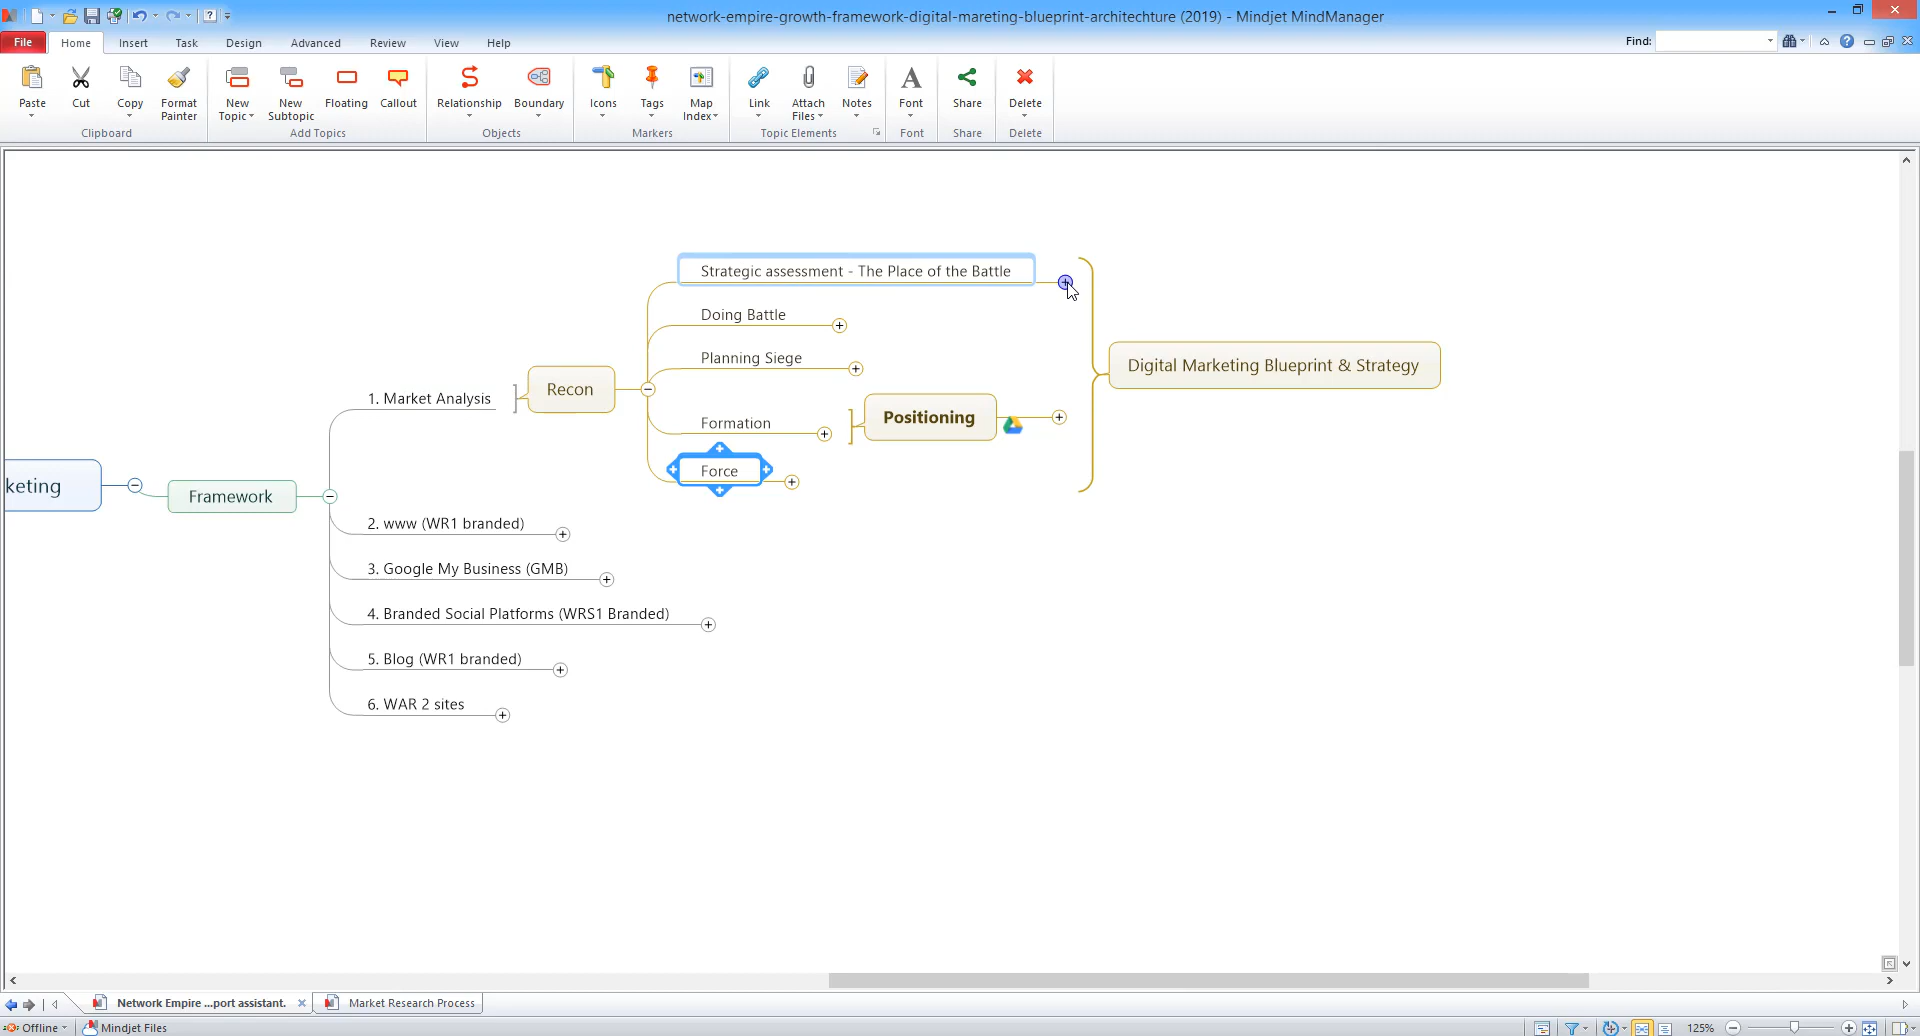 network-empire-growth-framework-digital-mareting-blueprint-architechture (2019) - Mindjet MindManager
File Home Insert Task Design Advanced Review View Help Find:
Paste Cut Copy Format Painter New Topic New Subtopic Floating Callout Relationship Boundary Icons Tags Map Index Link Attach Files Notes Font Share Delete
Clipboard Add Topics Objects Markers Topic Elements Font Share Delete
Strategic assessment - The Place of the Battle
Doing Battle
Planning Siege
Digital Marketing Blueprint & Strategy
Recon
1. Market Analysis
Formation
Positioning
Force
keting
Framework
2. www (WR1 branded)
3. Google My Business (GMB)
4. Branded Social Platforms (WRS1 Branded)
5. Blog (WR1 branded)
6. WAR 2 sites
Network Empire ...port assistant. Market Research Process
Offline Mindjet Files 125%